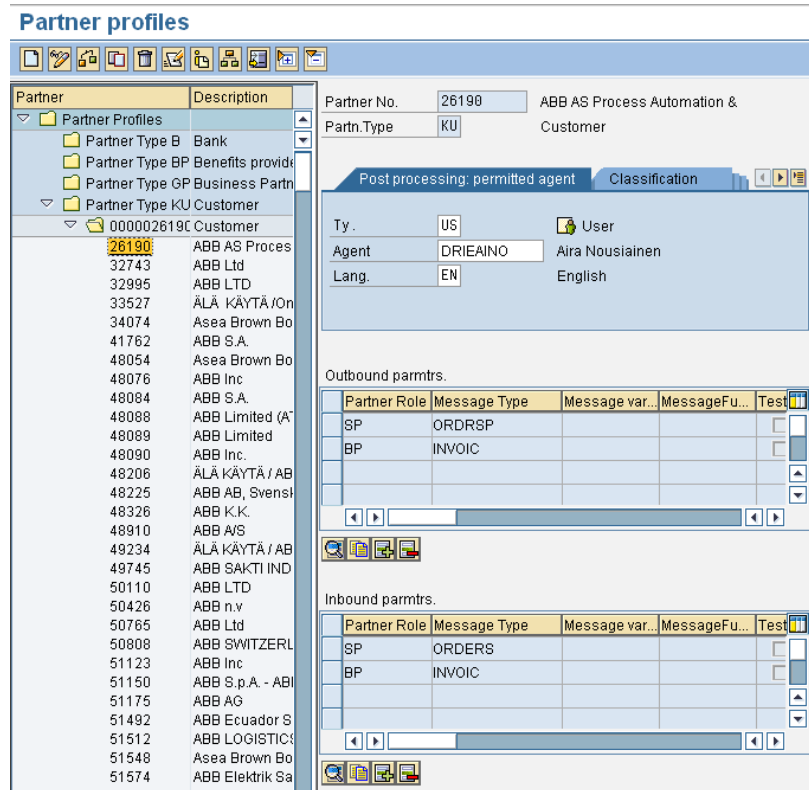 Partner profiles
Partner Description
Partner Profiles
Partner Type B Bank
Partner Type BP Benefits provide
Partner Type GP Business Partn
Partner Type KU Customer
000002619 Customer
26190 ABB AS Proces
32743 ABB Ltd
32995 ABB LTD
33527 ÄLÄ KÄYTÄ /On
34074 Asea Brown Bo
41762 ABB S.A.
48054 Asea Brown Bo
48076 ABB Inc
48084 ABB S.A.
48088 ABB Limited (AT
48089 ABB Limited
48090 ABB Inc.
48206 ÄLÄ KÄYTÄ / AB
48225 ABB AB, Svensk
48326 ABB K.K.
48910 ABB A/S
49234 ÄLÄ KÄYTÄ / AB
49745 ABB SAKTI IND
50110 ABB LTD
50426 ABB n.v
50765 ABB Ltd
50808 ABB SWITZERL
51123 ABB Inc
51150 ABB S.p.A. - ABI
51175 ABB AG
51492 ABB Ecuador S
51512 ABB LOGISTICS
51548 Asea Brown Bo
51574 ABB Elektrik Sa
Partner No. 26190 ABB AS Process Automation &
Partn.Type KU Customer
Post processing: permitted agent Classification
Ty. US User
Agent DRIEAINO Aira Nousiainen
Lang. EN English
Outbound parmtrs.
Partner Role Message Type Message var... MessageFu... Test
SP ORDRSP
BP INVOIC
Inbound parmtrs.
Partner Role Message Type Message var... MessageFu... Test
SP ORDERS
BP INVOIC